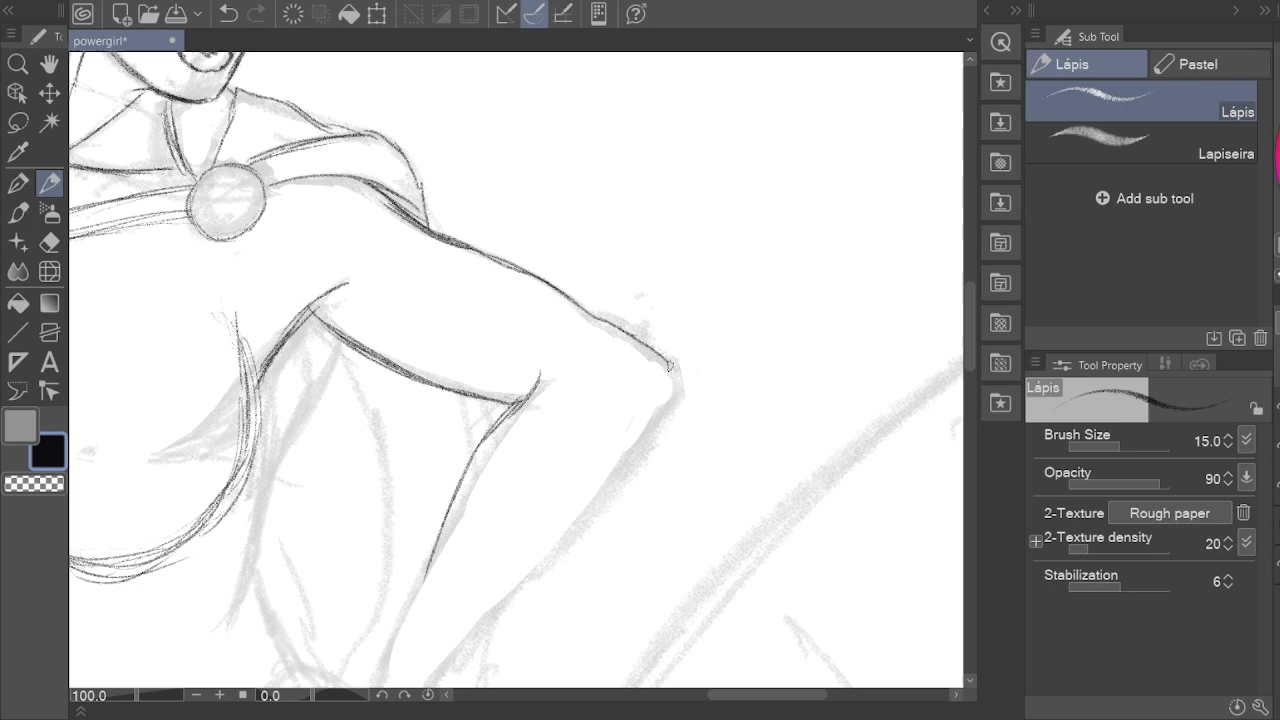 To
powergirl*
Sub Tool
Lápis
Pastel
Lápis
Lapiseira
Add sub tool
Tool Property
Lápis
Brush Size 15.0
Opacity 90
2-Texture Rough paper
2-Texture density 20
Stabilization 6
100.0 0.0